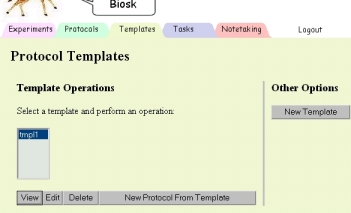 Biosk
Experiments Protocols Templates Tasks Notetaking Logout
Protocol Templates
Template Operations
Select a template and perform an operation:
tmpl1
View Edit Delete New Protocol From Template
Other Options
New Template